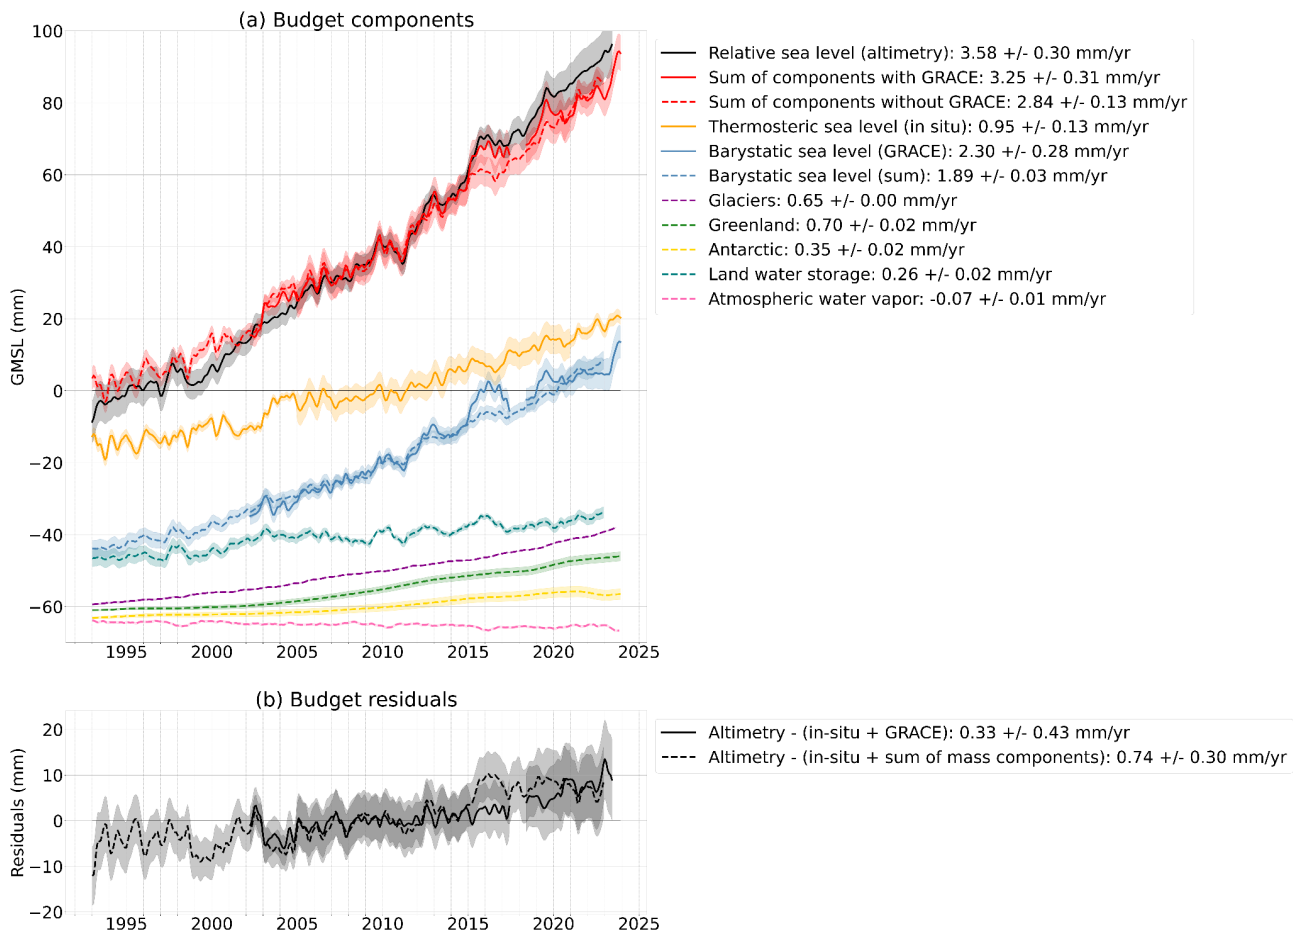 (a) Budget components
GMSL (mm)
100
80
60
40
20
0
−20
−40
−60
1995 2000 2005 2010 2015 2020 2025
Relative sea level (altimetry): 3.58 +/- 0.30 mm/yr
Sum of components with GRACE: 3.25 +/- 0.31 mm/yr
Sum of components without GRACE: 2.84 +/- 0.13 mm/yr
Thermosteric sea level (in situ): 0.95 +/- 0.13 mm/yr
Barystatic sea level (GRACE): 2.30 +/- 0.28 mm/yr
Barystatic sea level (sum): 1.89 +/- 0.03 mm/yr
Glaciers: 0.65 +/- 0.00 mm/yr
Greenland: 0.70 +/- 0.02 mm/yr
Antarctic: 0.35 +/- 0.02 mm/yr
Land water storage: 0.26 +/- 0.02 mm/yr
Atmospheric water vapor: -0.07 +/- 0.01 mm/yr
(b) Budget residuals
Residuals (mm)
20
10
0
−10
−20
1995 2000 2005 2010 2015 2020 2025
Altimetry - (in-situ + GRACE): 0.33 +/- 0.43 mm/yr
Altimetry - (in-situ + sum of mass components): 0.74 +/- 0.30 mm/yr